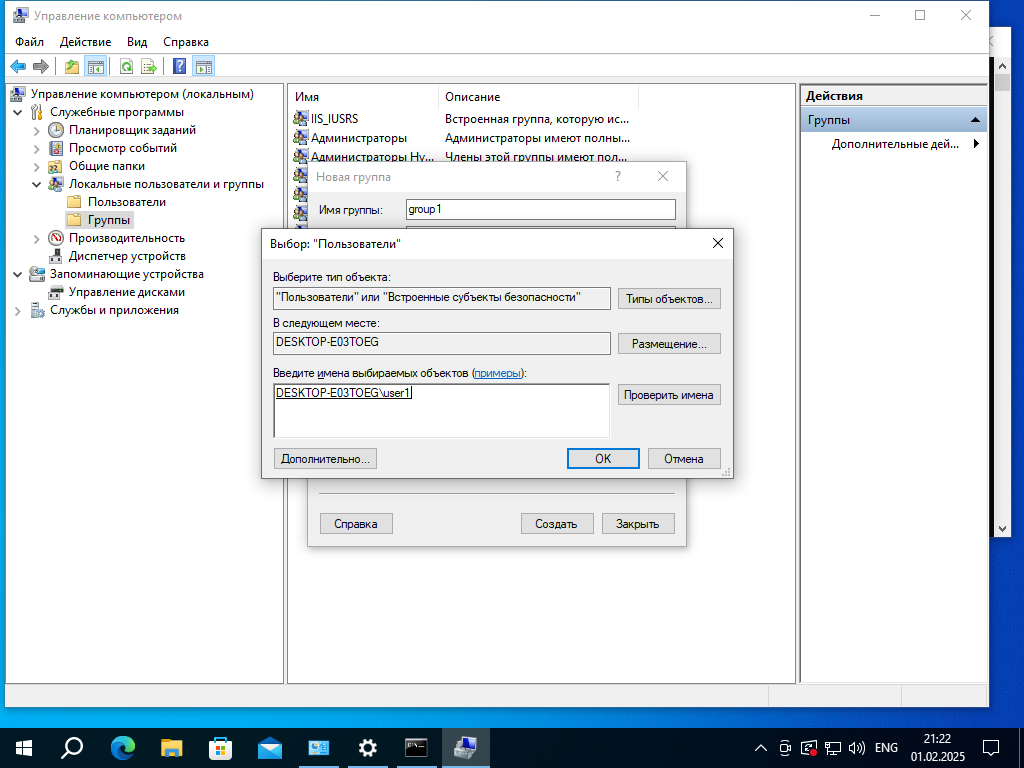 Управление компьютером
Файл Действие Вид Справка
Управление компьютером (локальным)
Служебные программы
Планировщик заданий
Просмотр событий
Общие папки
Локальные пользователи и группы
Пользователи
Группы
Производительность
Диспетчер устройств
Запоминающие устройства
Управление дисками
Службы и приложения
Имя Описание
IIS_IUSRS Встроенная группа, которую ис...
Администраторы Администраторы имеют полны...
Администраторы Hy... Члены этой группы имеют пол...
Действия
Группы
Дополнительные дей...
Новая группа ?
Имя группы: group1
Выбор: "Пользователи"
Выберите тип объекта:
"Пользователи" или "Встроенные субъекты безопасности" Типы объектов...
В следующем месте:
DESKTOP-E03TOEG Размещение...
Введите имена выбираемых объектов (примеры):
DESKTOP-E03TOEG\user1 Проверить имена
Дополнительно... OK Отмена
Справка Создать Закрыть
ENG 21:22
01.02.2025